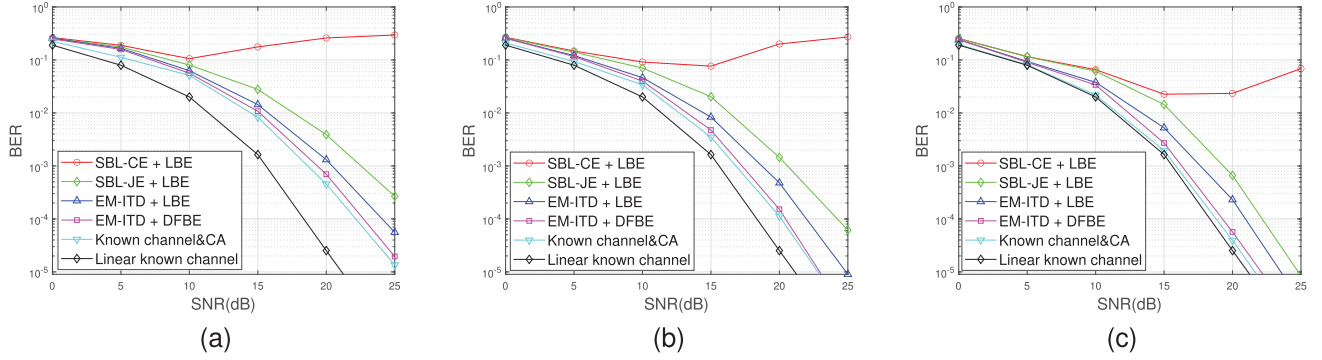 10^0
10^-1
10^-2
10^-3
10^-4
10^-5
BER
0 5 10 15 20 25
SNR(dB)
SBL-CE + LBE
SBL-JE + LBE
EM-ITD + LBE
EM-ITD + DFBE
Known channel&CA
Linear known channel
(a)
10^0
10^-1
10^-2
10^-3
10^-4
10^-5
BER
0 5 10 15 20 25
SNR(dB)
SBL-CE + LBE
SBL-JE + LBE
EM-ITD + LBE
EM-ITD + DFBE
Known channel&CA
Linear known channel
(b)
10^0
10^-1
10^-2
10^-3
10^-4
10^-5
BER
0 5 10 15 20 25
SNR(dB)
SBL-CE + LBE
SBL-JE + LBE
EM-ITD + LBE
EM-ITD + DFBE
Known channel&CA
Linear known channel
(c)